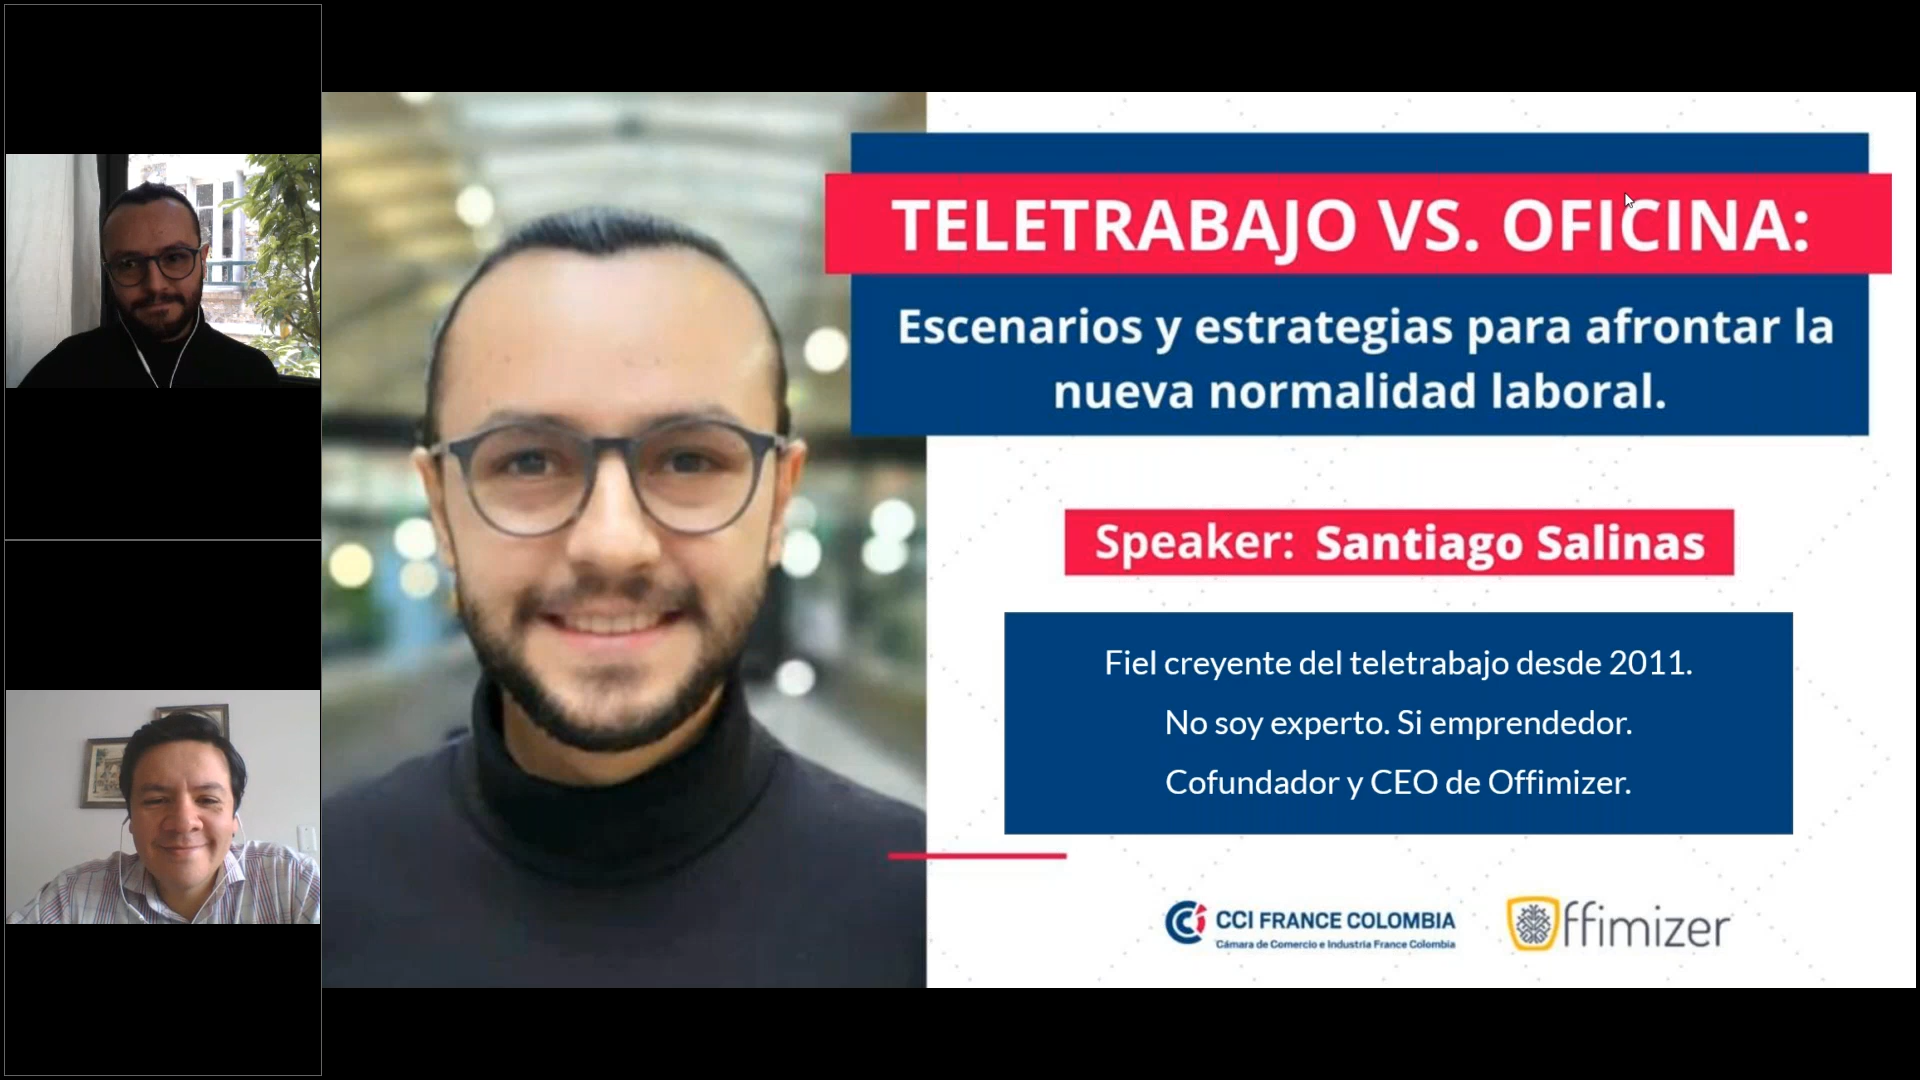 TELETRABAJO VS. OFICINA:
Escenarios y estrategias para afrontar la
nueva normalidad laboral.
Speaker: Santiago Salinas
Fiel creyente del teletrabajo desde 2011.
No soy experto. Si emprendedor.
Cofundador y CEO de Offimizer.
CCI FRANCE COLOMBIA
Cámara de Comercio e Industria France Colombia
Offimizer